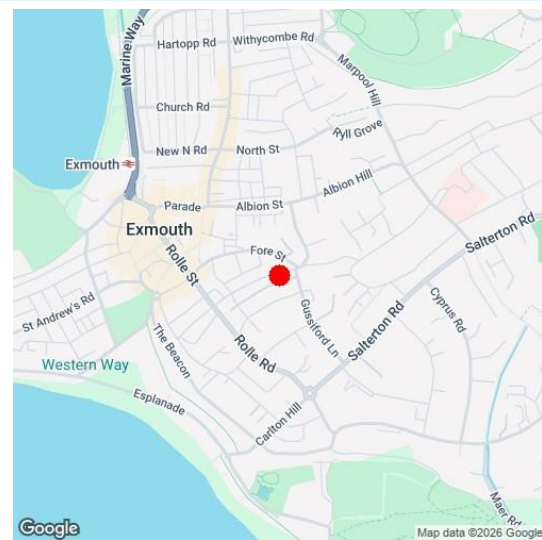 Marine Way
Hartopp Rd
Withycombe Rd
Marpool Hill
Church Rd
Ryll Grove
New N Rd
North St
Exmouth
Albion Hill
Parade
Albion St
Exmouth
Fore St
Salterton Rd
Rolle St
St Andrew's Rd
Gussiford Ln
Cyprus Rd
The Beacon
Rolle Rd
Salterton Rd
Western Way
Esplanade
Carlton Hill
Maer Rd
Google
Map data ©2026 Google